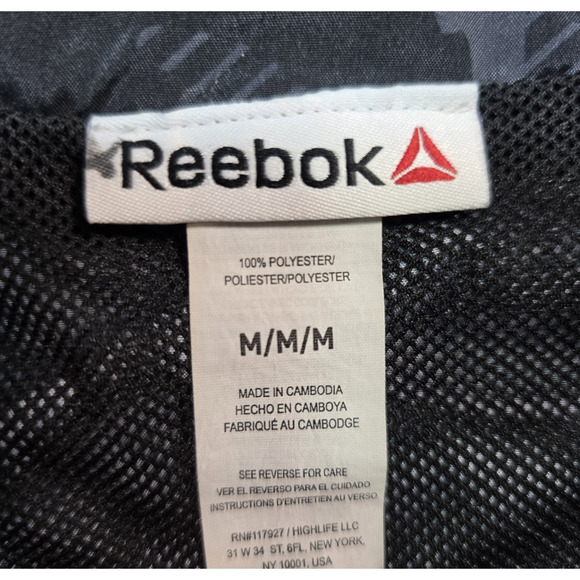 Reebok
100% POLYESTER/
POLIESTER/POLYESTER
M/M/M
MADE IN CAMBODIA
HECHO EN CAMBOYA
FABRIQUÉ AU CAMBODGE
SEE REVERSE FOR CARE
VER EL REVERSO PARA EL CUIDADO
INSTRUCTIONS D'ENTRETIEN AU VERSO
RN#117927 / HIGHLIFE LLC
31 W 34 ST, 6FL, NEW YORK,
NY 10001, USA